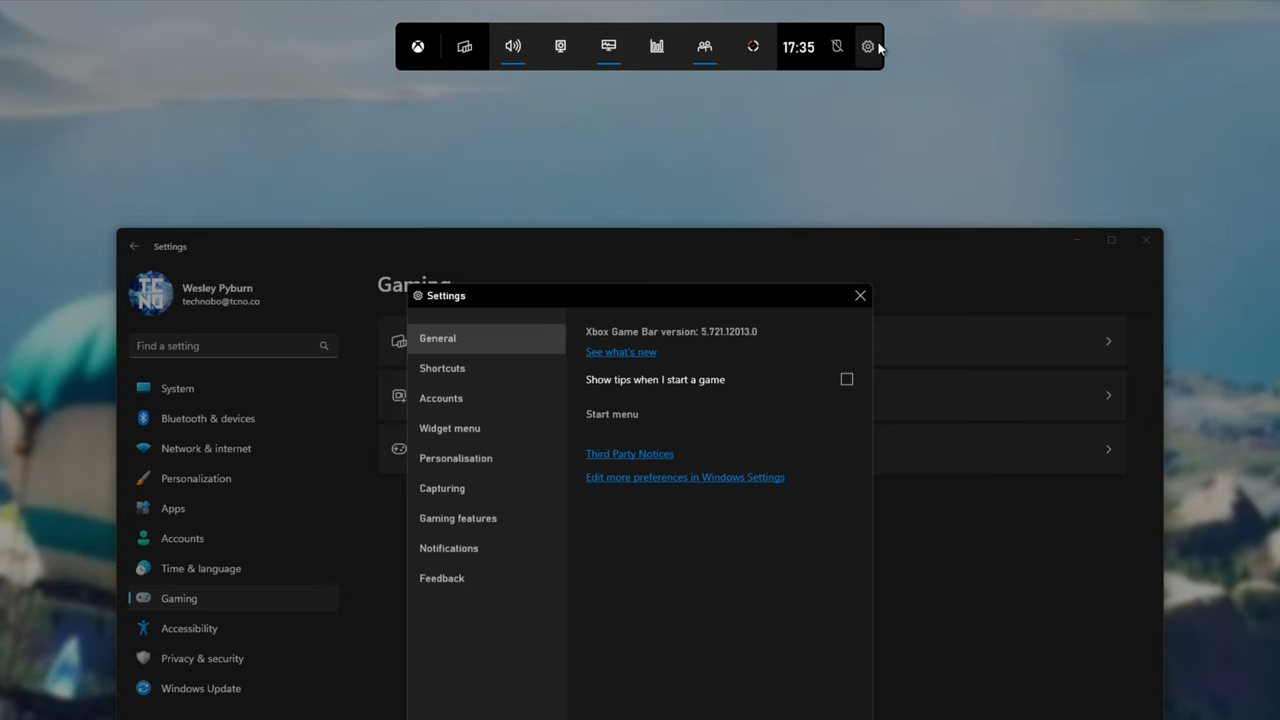 17:35
Settings
Wesley Pyburn
technobo@tcno.co
Find a setting
System
Bluetooth & devices
Network & internet
Personalization
Apps
Accounts
Time & language
Gaming
Accessibility
Privacy & security
Windows Update
Gaming
Settings
General
Shortcuts
Accounts
Widget menu
Personalisation
Capturing
Gaming features
Notifications
Feedback
Xbox Game Bar version: 5.721.12013.0
See what's new
Show tips when I start a game
Start menu
Third Party Notices
Edit more preferences in Windows Settings
TC
NO